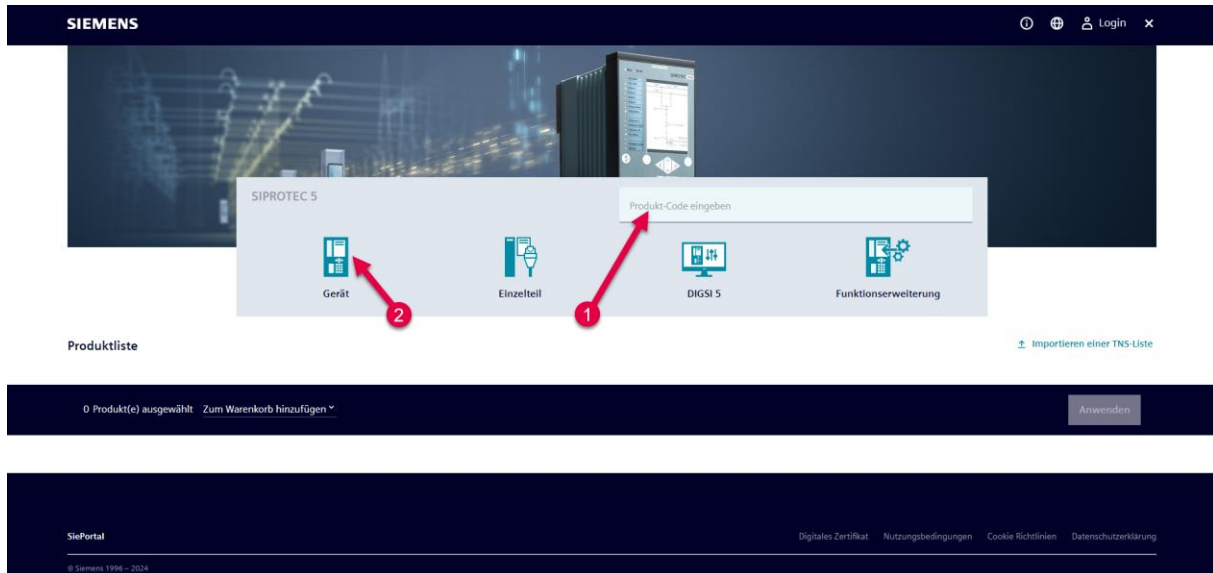 SIEMENS
Login
SIPROTEC 5
Produkt-Code eingeben
Gerät
Einzelteil
DIGSI 5
Funktionserweiterung
2
1
Produktliste
Importieren einer TNS-Liste
0 Produkt(e) ausgewählt Zum Warenkorb hinzufügen
Anwenden
SiePortal
Digitales Zertifikat Nutzungsbedingungen Cookie Richtlinien Datenschutzerklärung
© Siemens 1996 – 2024